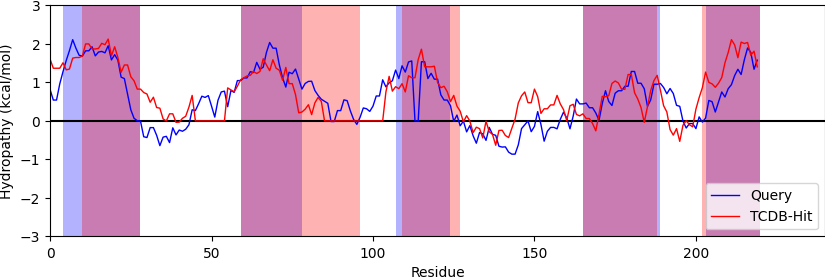 3
2
1
0
−1
−2
−3
Hydropathy (kcal/mol)
Query
TCDB-Hit
0 50 100 150 200
Residue